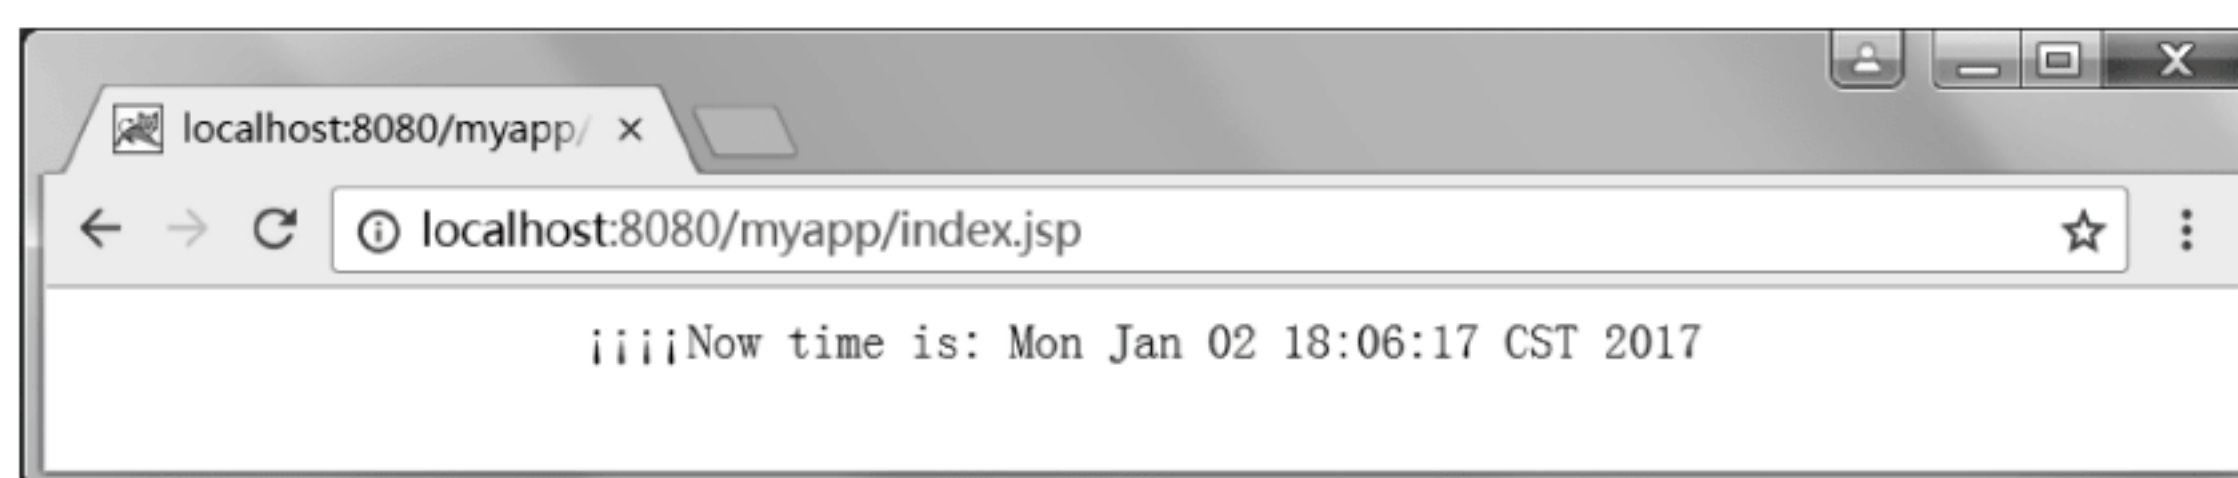 localhost:8080/myapp/
localhost:8080/myapp/index.jsp
¡¡¡¡Now time is: Mon Jan 02 18:06:17 CST 2017